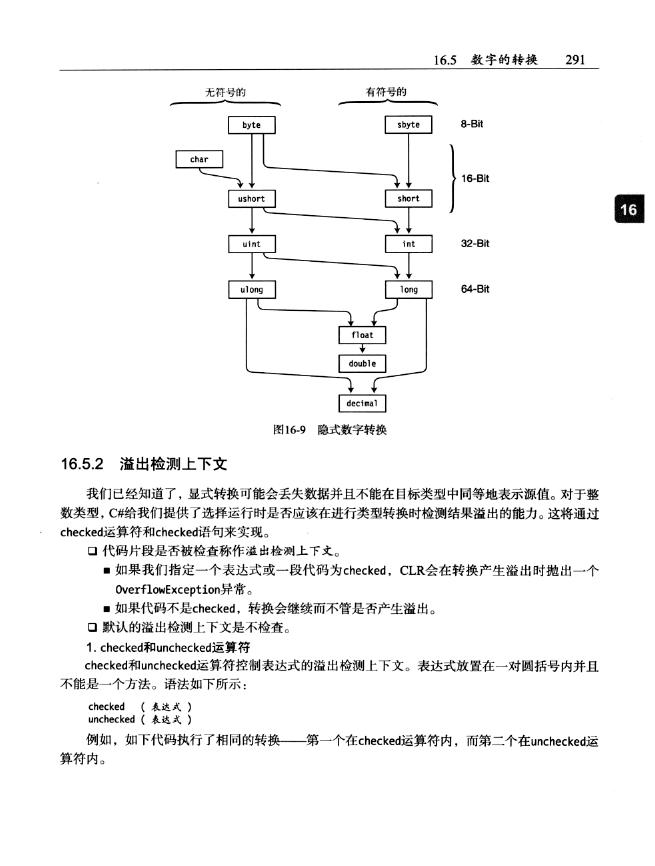 16.5 数字的转换 291
无符号的 有符号的
byte sbyte 8-Bit
char
16-Bit
ushort short
16
uint int 32-Bit
ulong long 64-Bit
float
double
decimal
图16-9 隐式数字转换
16.5.2 溢出检测上下文
我们已经知道了，显式转换可能会丢失数据并且不能在目标类型中同等地表示源值。对于整
数类型，C#给我们提供了选择运行时是否应该在进行类型转换时检测结果溢出的能力。这将通过
checked运算符和checked语句来实现。
❑ 代码片段是否被检查称作溢出检测上下文。
■ 如果我们指定一个表达式或一段代码为checked，CLR会在转换产生溢出时抛出一个
OverflowException异常。
■ 如果代码不是checked，转换会继续而不管是否产生溢出。
❑ 默认的溢出检测上下文是不检查。
1. checked和unchecked运算符
checked和unchecked运算符控制表达式的溢出检测上下文。表达式放置在一对圆括号内并且
不能是一个方法。语法如下所示：
checked ( 表达式 )
unchecked ( 表达式 )
例如，如下代码执行了相同的转换——第一个在checked运算符内，而第二个在unchecked运
算符内。